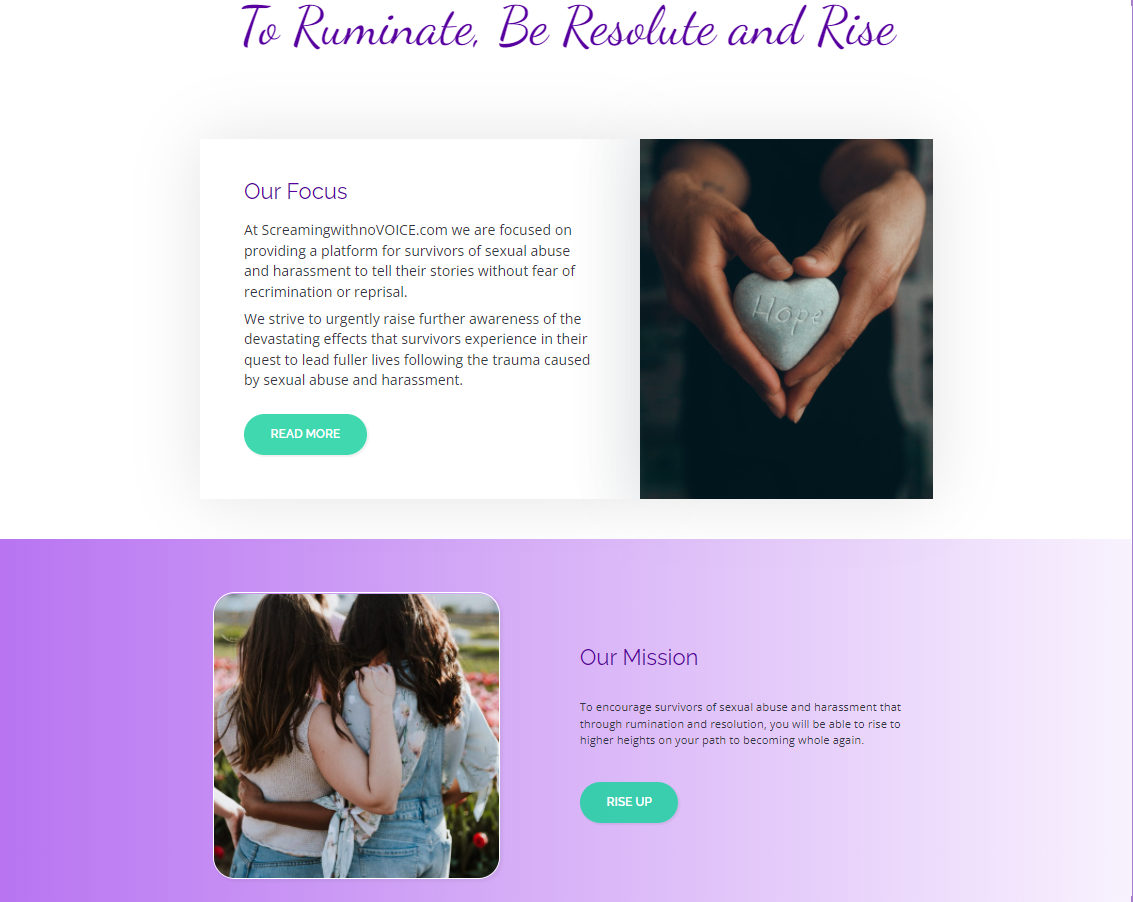 To Ruminate, Be Resolute and Rise
Our Focus
At ScreamingwithnoVOICE.com we are focused on
providing a platform for survivors of sexual abuse
and harassment to tell their stories without fear of
recrimination or reprisal.
We strive to urgently raise further awareness of the
devastating effects that survivors experience in their
quest to lead fuller lives following the trauma caused
by sexual abuse and harassment.
READ MORE
Hope
Our Mission
To encourage survivors of sexual abuse and harassment that
through rumination and resolution, you will be able to rise to
higher heights on your path to becoming whole again.
RISE UP